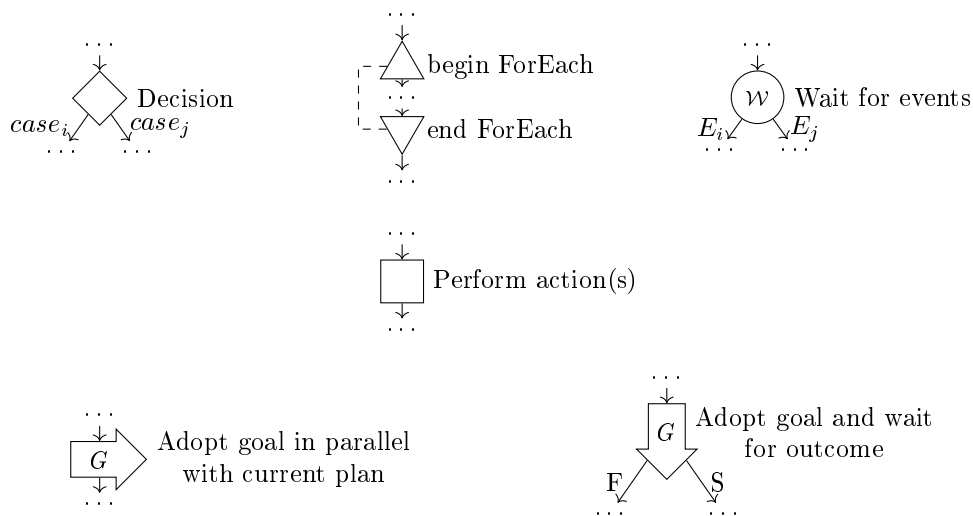 . . .
Decision
case_i
case_j
. . .
. . .
. . .
begin ForEach
. . .
end ForEach
. . .
. . .
W
Wait for events
E_i
E_j
. . .
. . .
. . .
Perform action(s)
. . .
. . .
G
Adopt goal in parallel
with current plan
. . .
. . .
G
Adopt goal and wait
for outcome
F
S
. . .
. . .